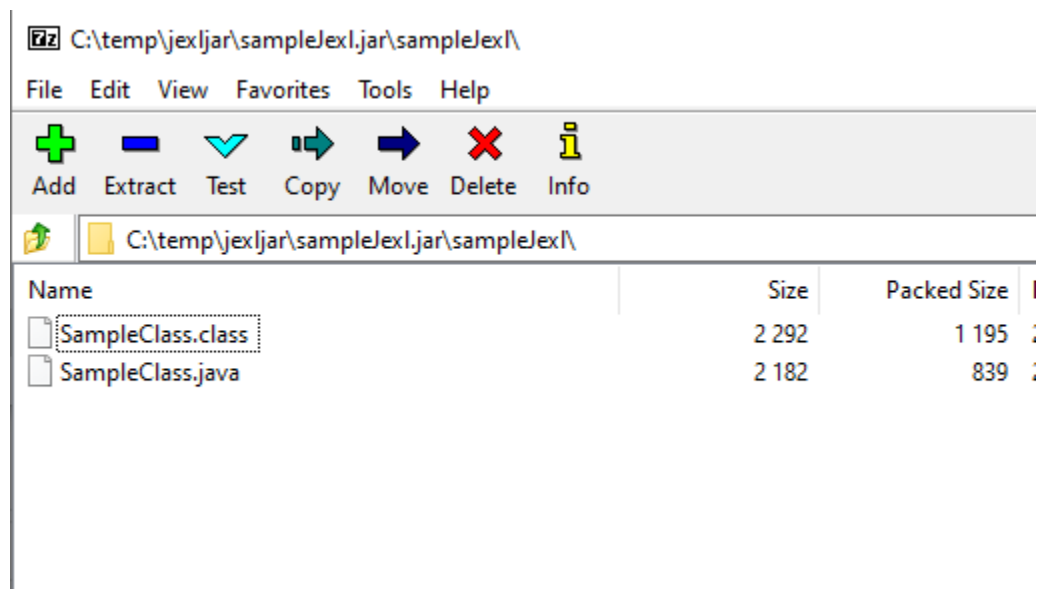 7z C:\temp\jexljar\sampleJexl.jar\sampleJexl\
File Edit View Favorites Tools Help
Add Extract Test Copy Move Delete Info
C:\temp\jexljar\sampleJexl.jar\sampleJexl\
Name Size Packed Size
SampleClass.class 2 292 1 195
SampleClass.java 2 182 839